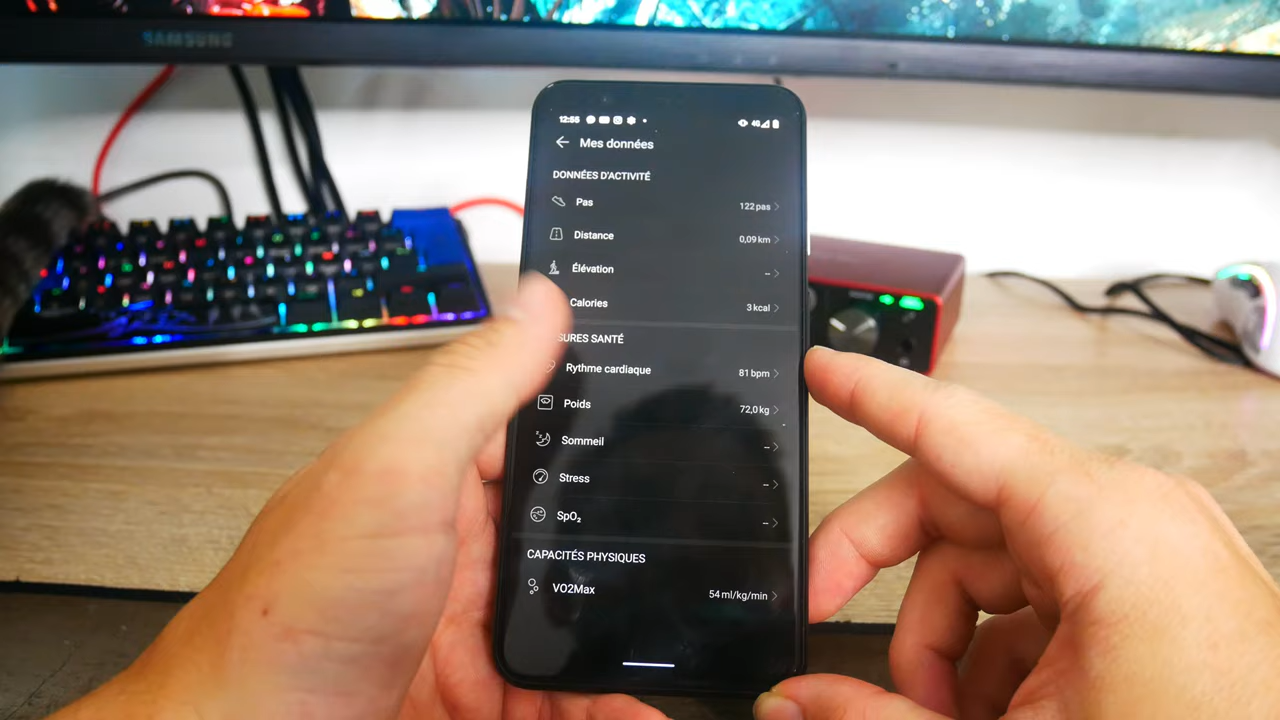 SAMSUNG
12:55 4G
Mes données
DONNÉES D'ACTIVITÉ
Pas 122 pas
Distance 0,09 km
Élévation --
Calories 3 kcal
SURES SANTÉ
Rythme cardiaque 81 bpm
Poids 72,0 kg
Sommeil --
Stress --
SpO₂ --
CAPACITÉS PHYSIQUES
VO2Max 54 ml/kg/min